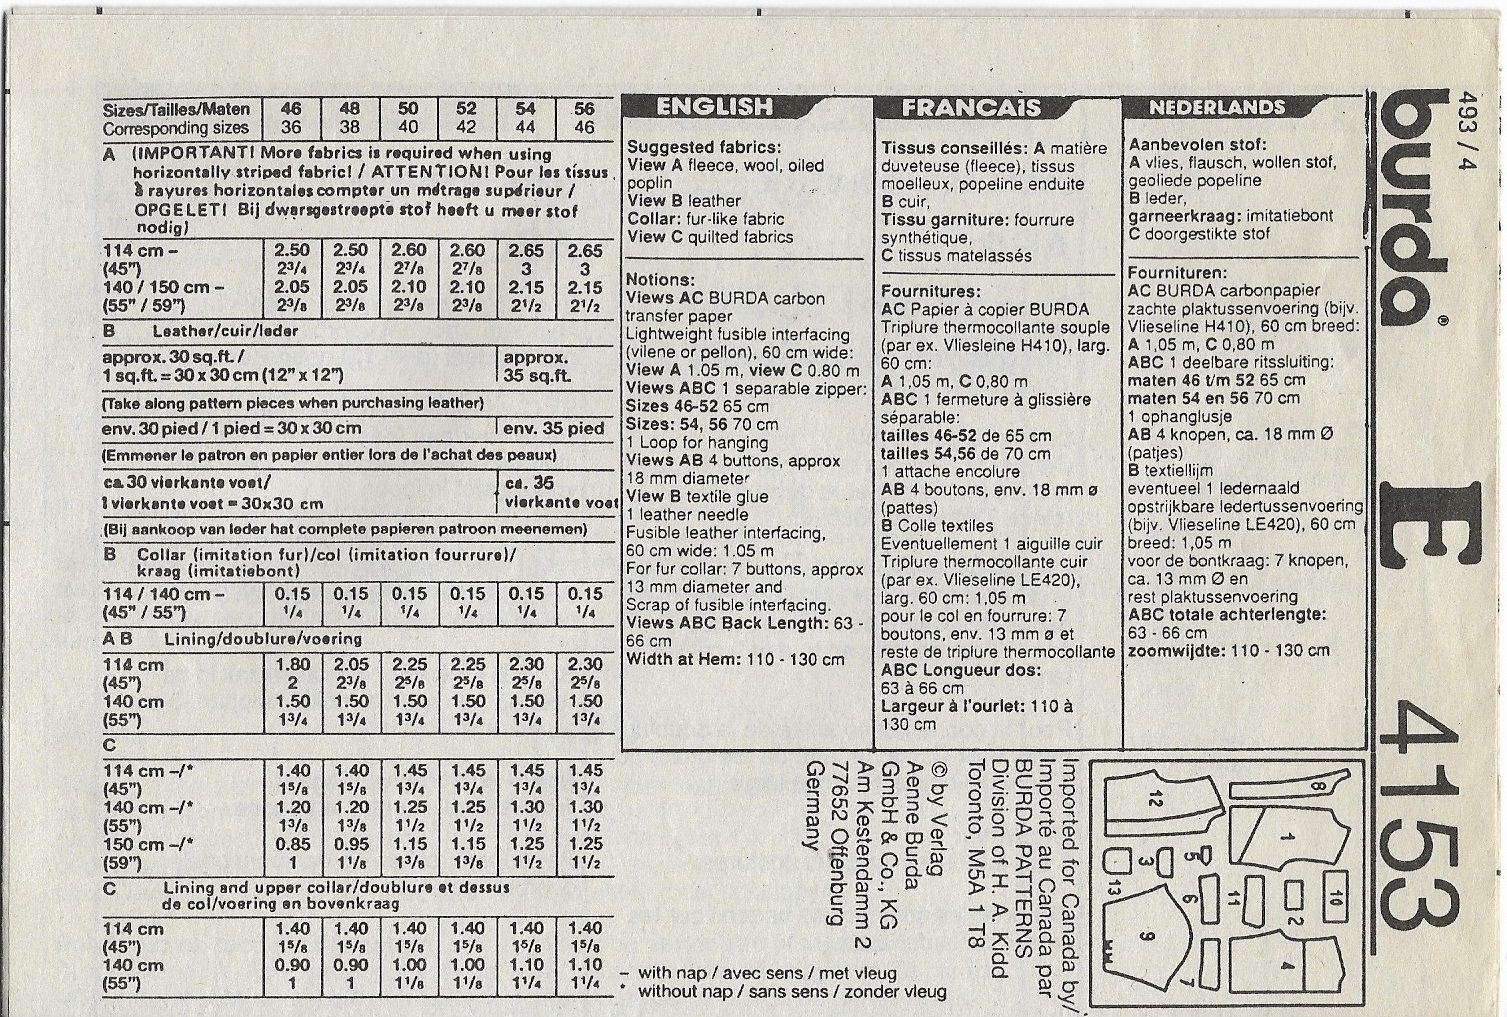 Sizes/Tailles/Maten 46 48 50 52 54 56
Corresponding sizes 36 38 40 42 44 46
A (IMPORTANT! More fabrics is required when using
horizontally striped fabric! / ATTENTION! Pour les tissus
à rayures horizontales compter un métrage supérieur /
OPGELET! Bij dwarsgestreepte stof heeft u meer stof
nodig)
114 cm – 2.50 2.50 2.60 2.60 2.65 2.65
(45") 2³/₄ 2³/₄ 2⁷/₈ 2⁷/₈ 3 3
140 / 150 cm – 2.05 2.05 2.10 2.10 2.15 2.15
(55" / 59") 2³/₈ 2³/₈ 2³/₈ 2³/₈ 2¹/₂ 2¹/₂
B Leather/cuir/leder
approx. 30 sq.ft. / approx.
1 sq.ft. = 30 x 30 cm (12" x 12") 35 sq.ft.
(Take along pattern pieces when purchasing leather)
env. 30 pied / 1 pied = 30 x 30 cm env. 35 pied
(Emmener le patron en papier entier lors de l'achat des peaux)
ca 30 vierkante voet/ ca. 35
1 vierkante voet = 30x30 cm vierkante voet
(Bij aankoop van leder hat complete papieren patroon meenemen)
B Collar (imitation fur)/col (imitation fourrure)/
kraag (imitatiebont)
114 / 140 cm – 0.15 0.15 0.15 0.15 0.15 0.15
(45" / 55") ¹/₄ ¹/₄ ¹/₄ ¹/₄ ¹/₄ ¹/₄
A B Lining/doublure/voering
114 cm 1.80 2.05 2.25 2.25 2.30 2.30
(45") 2 2³/₈ 2⁵/₈ 2⁵/₈ 2⁵/₈ 2⁵/₈
140 cm 1.50 1.50 1.50 1.50 1.50 1.50
(55") 1³/₄ 1³/₄ 1³/₄ 1³/₄ 1³/₄ 1³/₄
C
114 cm –/* 1.40 1.40 1.45 1.45 1.45 1.45
(45") 1⁵/₈ 1⁵/₈ 1³/₄ 1³/₄ 1³/₄ 1³/₄
140 cm –/* 1.20 1.20 1.25 1.25 1.30 1.30
(55") 1³/₈ 1³/₈ 1¹/₂ 1¹/₂ 1¹/₂ 1¹/₂
150 cm –/* 0.85 0.95 1.15 1.15 1.25 1.25
(59") 1 1¹/₈ 1³/₈ 1³/₈ 1¹/₂ 1¹/₂
C Lining and upper collar/doublure et dessus
de col/voering en bovenkraag
114 cm 1.40 1.40 1.40 1.40 1.40 1.40
(45") 1⁵/₈ 1⁵/₈ 1⁵/₈ 1⁵/₈ 1⁵/₈ 1⁵/₈
140 cm 0.90 0.90 1.00 1.00 1.10 1.10
(55") 1 1 1¹/₈ 1¹/₈ 1¹/₄ 1¹/₄
ENGLISH
Suggested fabrics:
View A fleece, wool, oiled
poplin
View B leather
Collar: fur-like fabric
View C quilted fabrics
Notions:
Views AC BURDA carbon
transfer paper
Lightweight fusible interfacing
(vilene or pellon), 60 cm wide:
View A 1.05 m, view C 0.80 m
Views ABC 1 separable zipper:
Sizes 46-52 65 cm
Sizes: 54, 56 70 cm
1 Loop for hanging
Views AB 4 buttons, approx
18 mm diameter
View B textile glue
1 leather needle
Fusible leather interfacing,
60 cm wide: 1.05 m
For fur collar: 7 buttons, approx
13 mm diameter and
Scrap of fusible interfacing.
Views ABC Back Length: 63 -
66 cm
Width at Hem: 110 - 130 cm
FRANCAiS
Tissus conseillés: A matière
duveteuse (fleece), tissus
moelleux, popeline enduite
B cuir,
Tissu garniture: fourrure
synthétique,
C tissus matelassés
Fournitures:
AC Papier à copier BURDA
Triplure thermocollante souple
(par ex. Vliesleine H410), larg.
60 cm:
A 1,05 m, C 0,80 m
ABC 1 fermeture à glissière
séparable:
tailles 46-52 de 65 cm
tailles 54,56 de 70 cm
1 attache encolure
AB 4 boutons, env. 18 mm ø
(pattes)
B Colle textiles
Eventuellement 1 aiguille cuir
Triplure thermocollante cuir
(par ex. Vlieseline LE420),
larg. 60 cm: 1,05 m
pour le col en fourrure: 7
boutons, env. 13 mm ø et
reste de triplure thermocollante
ABC Longueur dos:
63 à 66 cm
Largeur à l'ourlet: 110 à
130 cm
NEDERLANDS
Aanbevolen stof:
A vlies, flausch, wollen stof,
geoliede popeline
B leder,
garneerkraag: imitatiebont
C doorgestikte stof
Fournituren:
AC BURDA carbonpapier
zachte plaktussenvoering (bijv.
Vlieseline H410), 60 cm breed:
A 1,05 m, C 0,80 m
ABC 1 deelbare ritssluiting:
maten 46 t/m 52 65 cm
maten 54 en 56 70 cm
1 ophanglusje
AB 4 knopen, ca. 18 mm Ø
(patjes)
B textiellijm
eventueel 1 ledernaald
opstrijkbare ledertussenvoering
(bijv. Vlieseline LE420), 60 cm
breed: 1,05 m
voor de bontkraag: 7 knopen,
ca. 13 mm Ø en
rest plaktussenvoering
ABC totale achterlengte:
63 - 66 cm
zoomwijdte: 110 - 130 cm
493 / 4
burda® E 4153
Imported for Canada by/
Importé au Canada par
BURDA PATTERNS
Division of H. A. Kidd
Toronto, M5A 1 T8
© by Verlag
Aenne Burda
GmbH & Co., KG
Am Kestendamm 2
77652 Offenburg
Germany
8
12
1
10
2
11
5
3
13
6
9
4
7
– with nap / avec sens / met vleug
* without nap / sans sens / zonder vleug